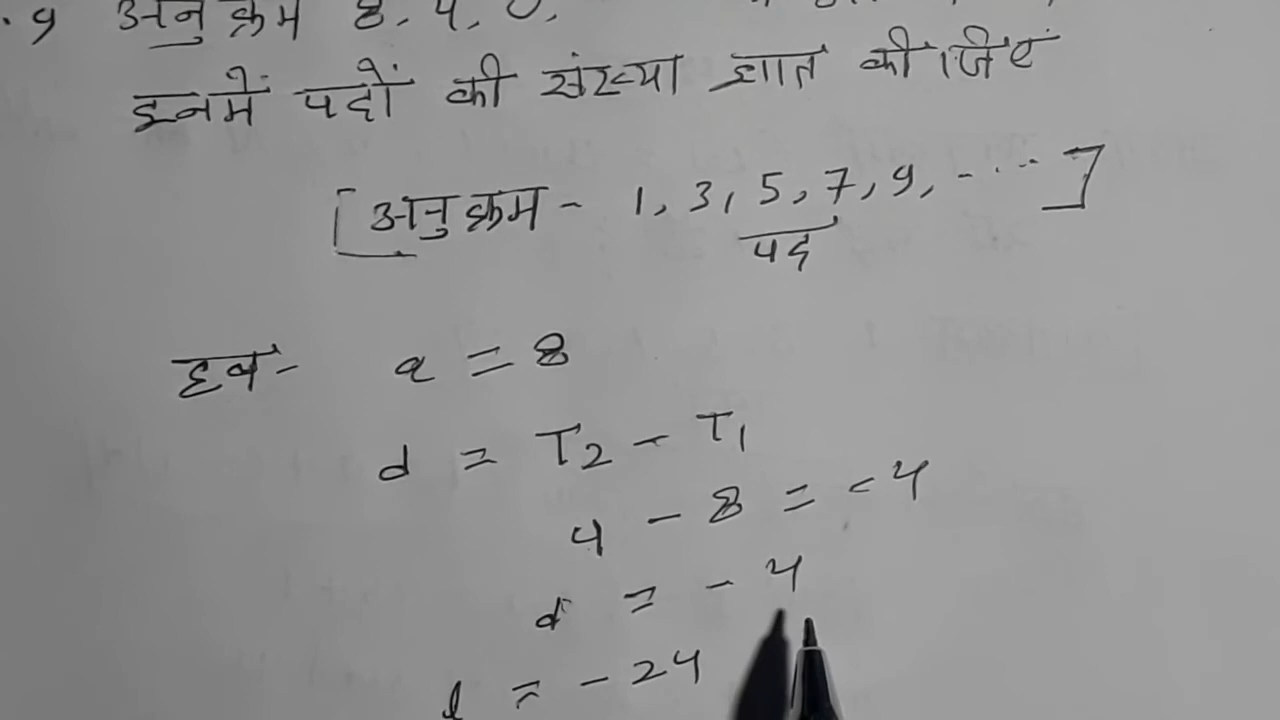 . 9 अनुक्रम 8, 4, 0,
इनमें पदों की संख्या ज्ञात कीजिए
[अनुक्रम - 1, 3, 5, 7, 9, -...]
पद
हल- a = 8
d = T2 - T1
4 - 8 = -4
d = - 4
l = - 24